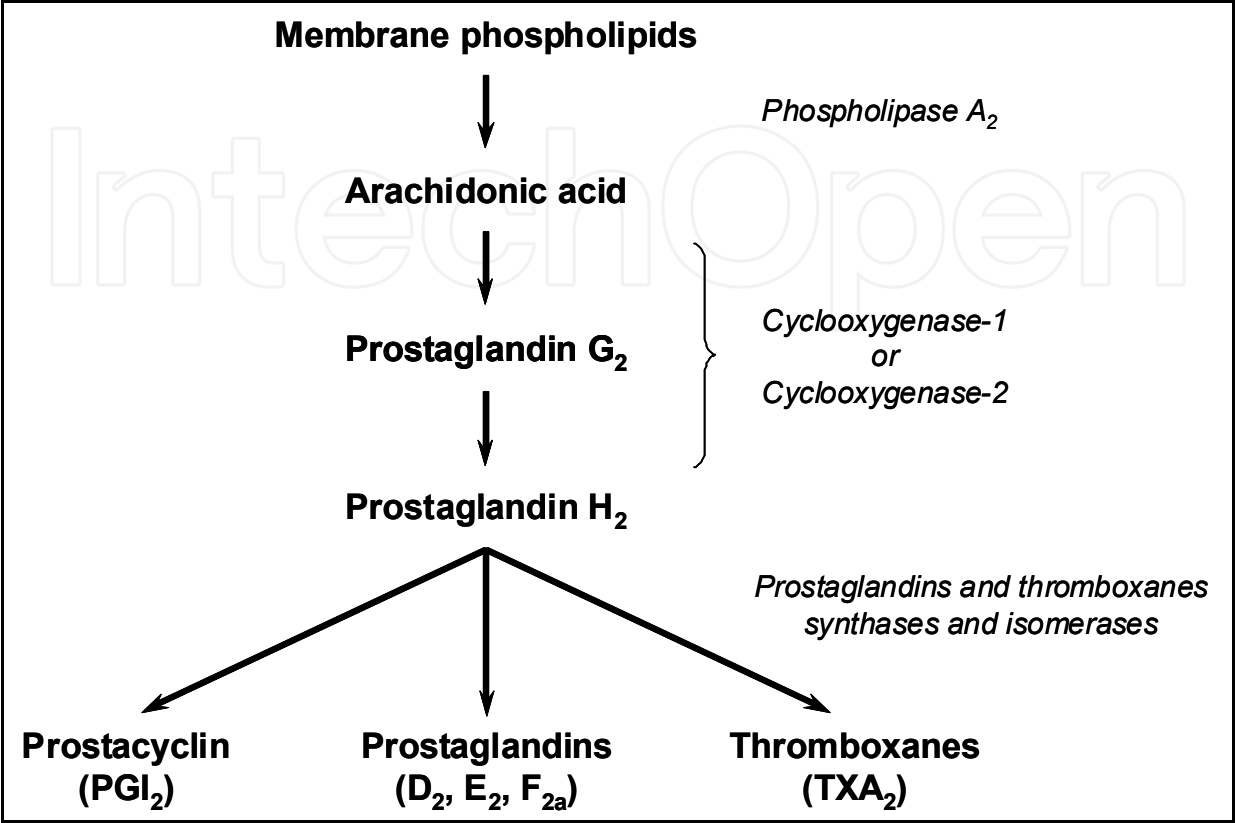 Membrane phospholipids
Phospholipase A₂
IntechOpen
Arachidonic acid
Cyclooxygenase-1
or
Cyclooxygenase-2
Prostaglandin G₂
Prostaglandin H₂
Prostaglandins and thromboxanes
synthases and isomerases
Prostacyclin
(PGI₂)
Prostaglandins
(D₂, E₂, F₂ₐ)
Thromboxanes
(TXA₂)